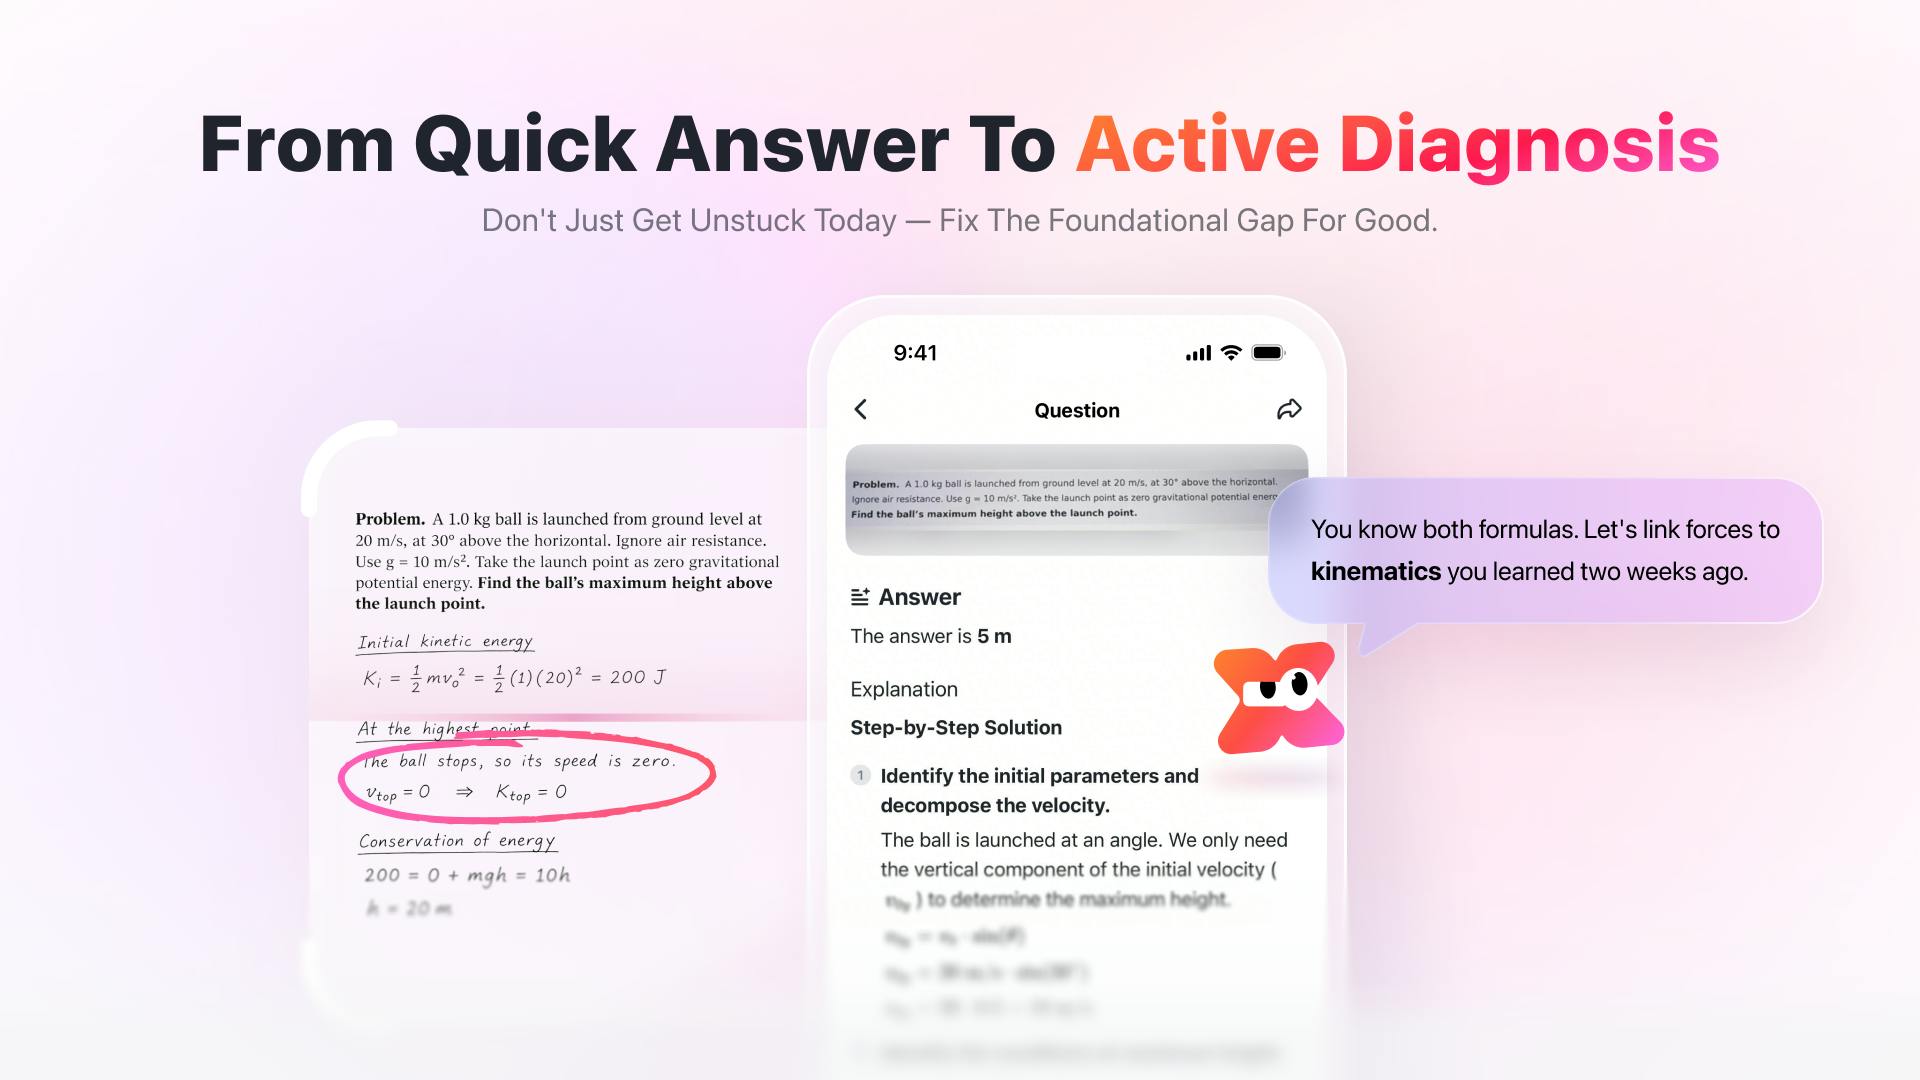 From Quick Answer To Active Diagnosis
Don't Just Get Unstuck Today — Fix The Foundational Gap For Good.
Problem. A 1.0 kg ball is launched from ground level at
20 m/s, at 30° above the horizontal. Ignore air resistance.
Use g = 10 m/s². Take the launch point as zero gravitational
potential energy. Find the ball's maximum height above
the launch point.
Initial kinetic energy
Kᵢ = 1/2 mv₀² = 1/2 (1)(20)² = 200 J
At the highest point
The ball stops, so its speed is zero.
v_top = 0 ⇒ K_top = 0
Conservation of energy
200 = 0 + mgh = 10h
h = 20 m
9:41
Question
Problem. A 1.0 kg ball is launched from ground level at 20 m/s, at 30° above the horizontal.
Ignore air resistance. Use g = 10 m/s². Take the launch point as zero gravitational potential
Find the ball's maximum height above the launch point.
Answer
The answer is 5 m
Explanation
Step-by-Step Solution
1 Identify the initial parameters and
decompose the velocity.
The ball is launched at an angle. We only need
the vertical component of the initial velocity (
) to determine the maximum height.
You know both formulas. Let's link forces to
kinematics you learned two weeks ago.